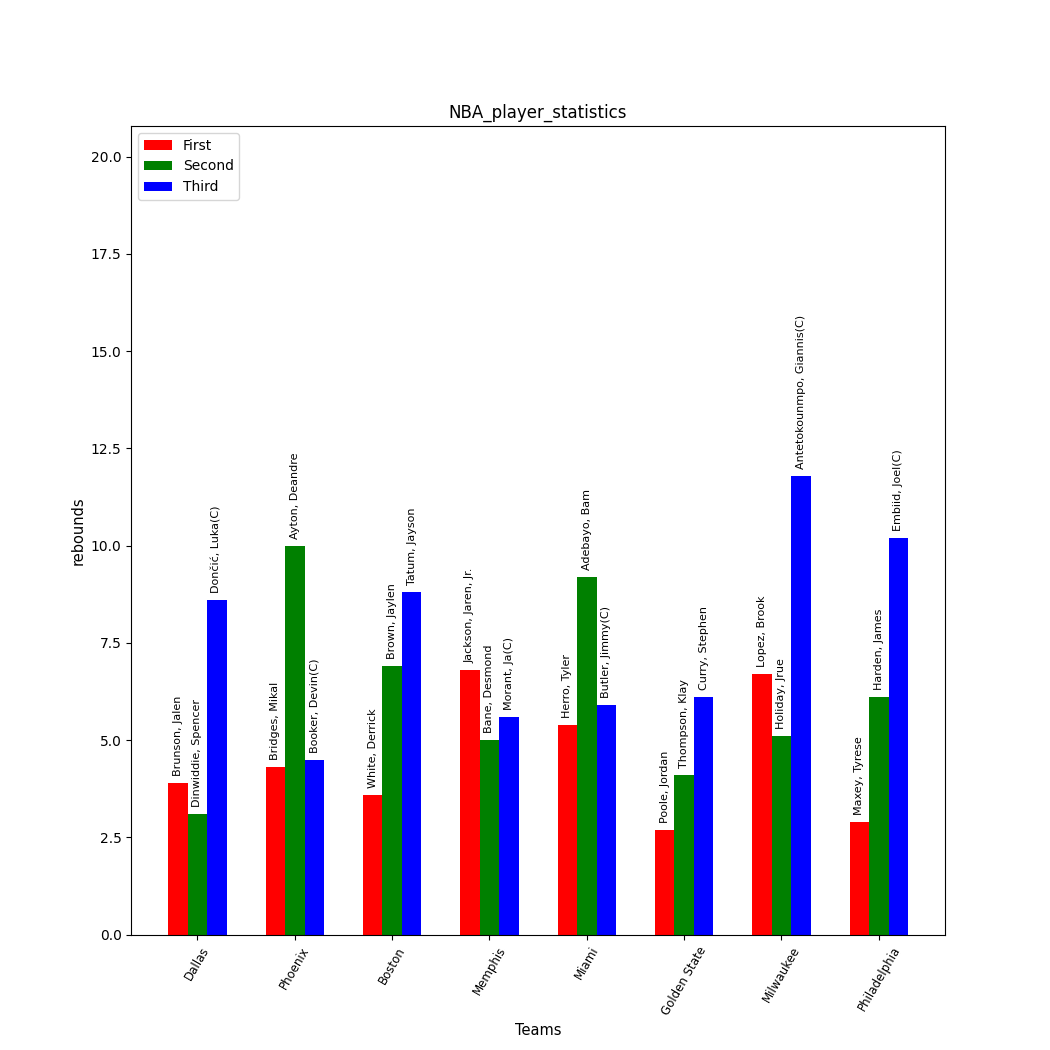 NBA_player_statistics
First
Second
Third
20.0
17.5
15.0
12.5
10.0
7.5
5.0
2.5
0.0
rebounds
Brunson, Jalen
Dinwiddie, Spencer
Dončić, Luka(C)
Bridges, Mikal
Ayton, Deandre
Booker, Devin(C)
White, Derrick
Brown, Jaylen
Tatum, Jayson
Jackson, Jaren, Jr.
Bane, Desmond
Morant, Ja(C)
Herro, Tyler
Adebayo, Bam
Butler, Jimmy(C)
Poole, Jordan
Thompson, Klay
Curry, Stephen
Lopez, Brook
Holiday, Jrue
Antetokounmpo, Giannis(C)
Maxey, Tyrese
Harden, James
Embiid, Joel(C)
Dallas
Phoenix
Boston
Memphis
Miami
Golden State
Milwaukee
Philadelphia
Teams